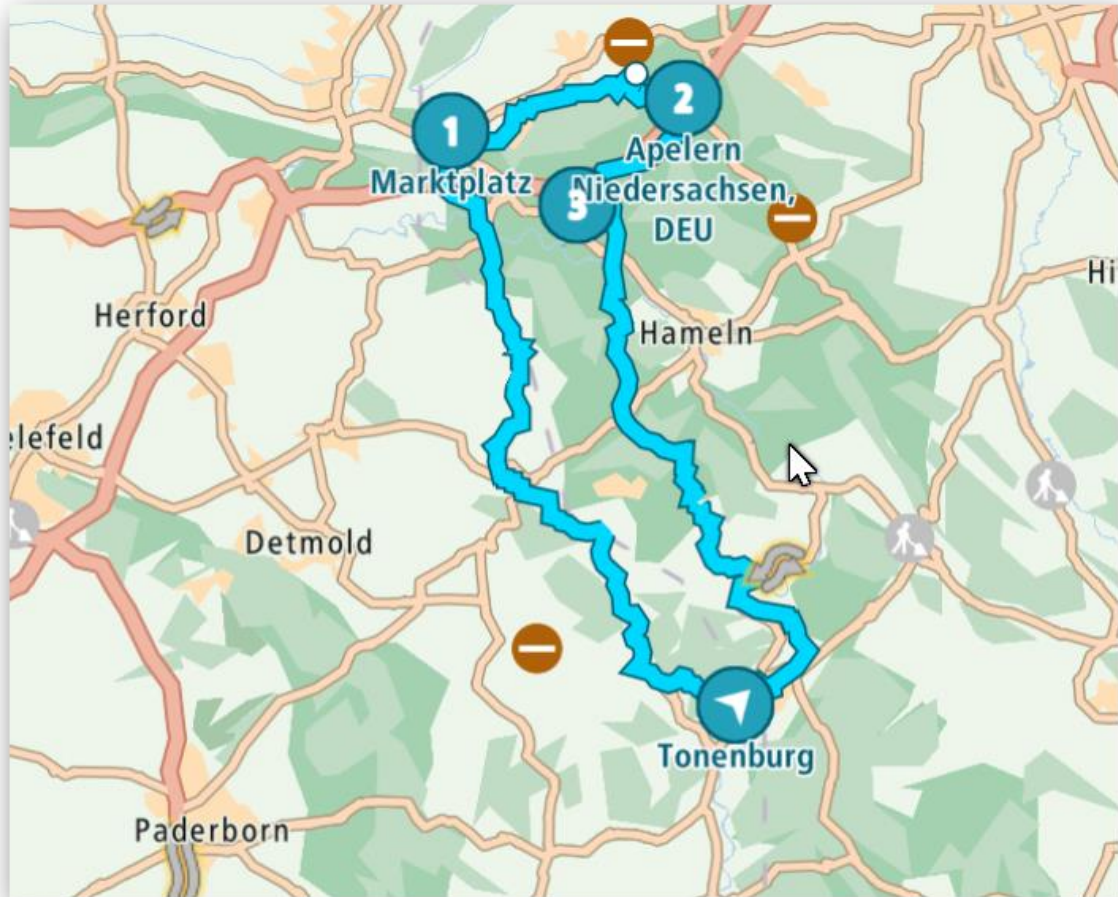 1
2
Apelern
Marktplatz
Niedersachsen,
3
DEU
Hi
Herford
Hameln
elefeld
Detmold
Tonenburg
Paderborn